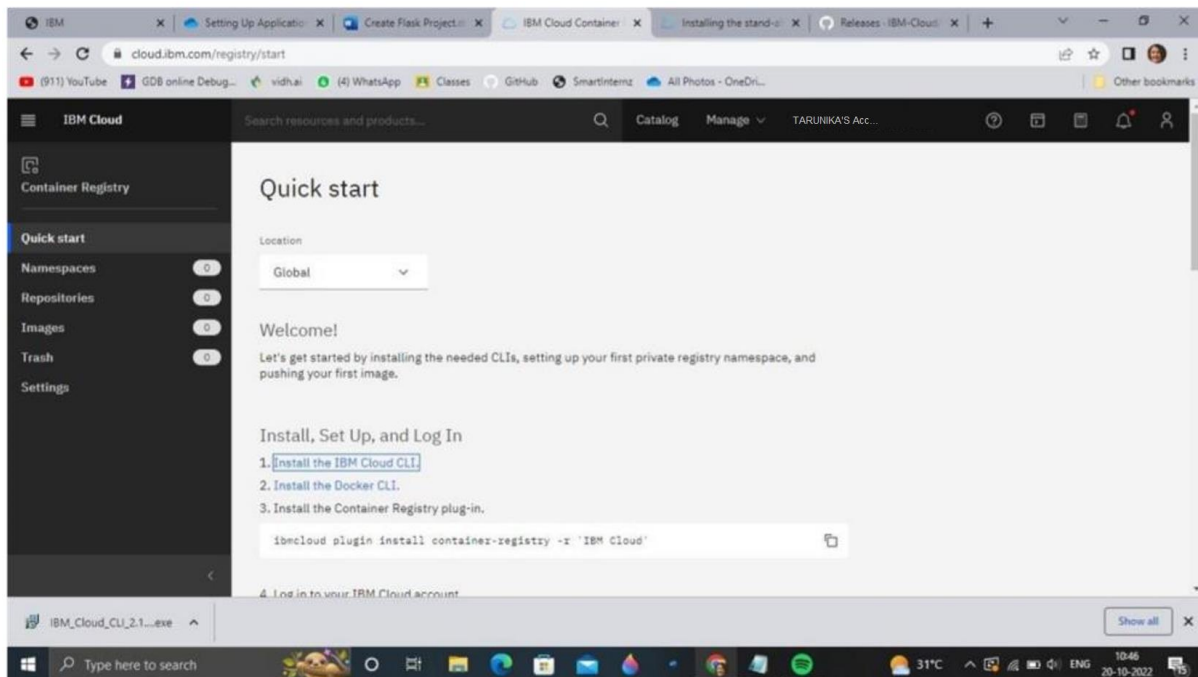 IBM
Setting Up Applicatio
Create Flask Project.
IBM Cloud Container
Installing the stand-a
Releases · IBM-Cloud
cloud.ibm.com/registry/start
(911) YouTube
GDB online Debug...
vidh.ai
(4) WhatsApp
Classes
GitHub
Smartinternz
All Photos - OneDri...
Other bookmarks
IBM Cloud
Search resources and products...
Catalog
Manage
TARUNIKA'S Acc...
Container Registry
Quick start
Namespaces 0
Repositories 0
Images 0
Trash 0
Settings
Quick start
Location
Global
Welcome!
Let's get started by installing the needed CLIs, setting up your first private registry namespace, and
pushing your first image.
Install, Set Up, and Log In
1. Install the IBM Cloud CLI.
2. Install the Docker CLI.
3. Install the Container Registry plug-in.
ibmcloud plugin install container-registry -r 'IBM Cloud'
4. Log in to your IBM Cloud account
IBM_Cloud_CLI_2.1....exe
Show all
Type here to search
31°C
ENG
10:46
20-10-2022
15